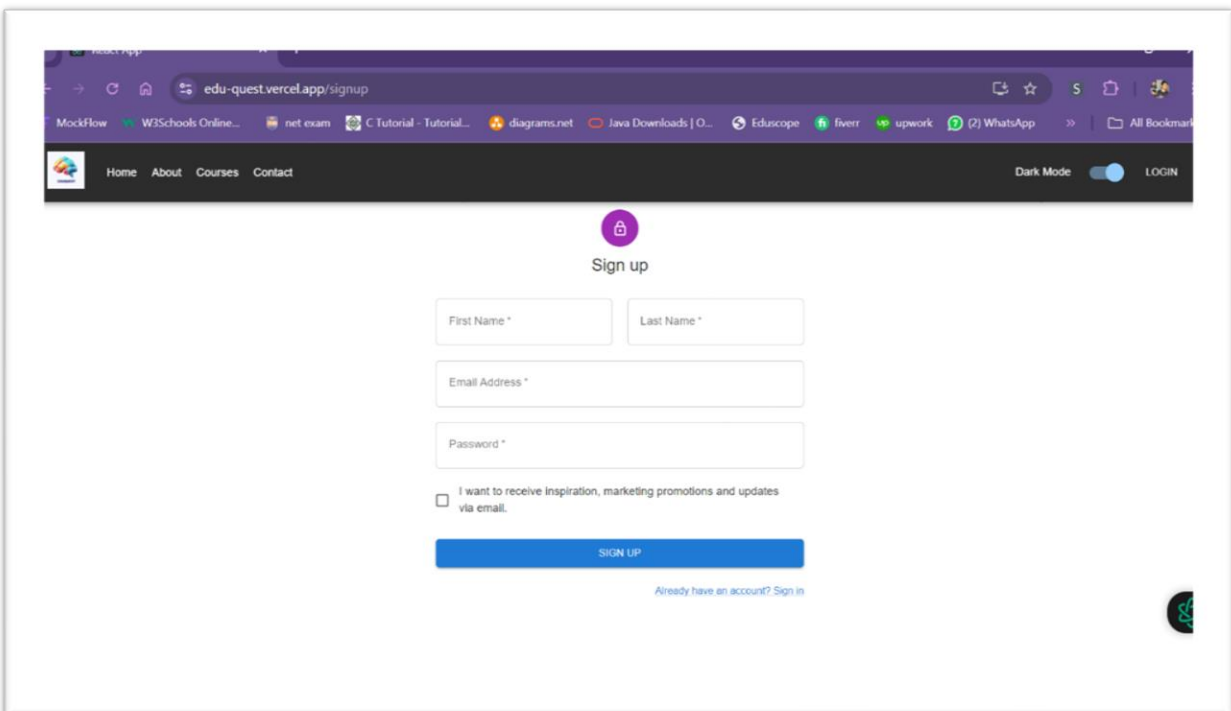 React App
edu-quest.vercel.app/signup
MockFlow W3Schools Online... net exam C Tutorial - Tutorial... diagrams.net Java Downloads | O... Eduscope fi fiverr up upwork (2) WhatsApp » All Bookmark
Home About Courses Contact Dark Mode LOGIN
Sign up
First Name * Last Name *
Email Address *
Password *
I want to receive inspiration, marketing promotions and updates
via email.
SIGN UP
Already have an account? Sign in